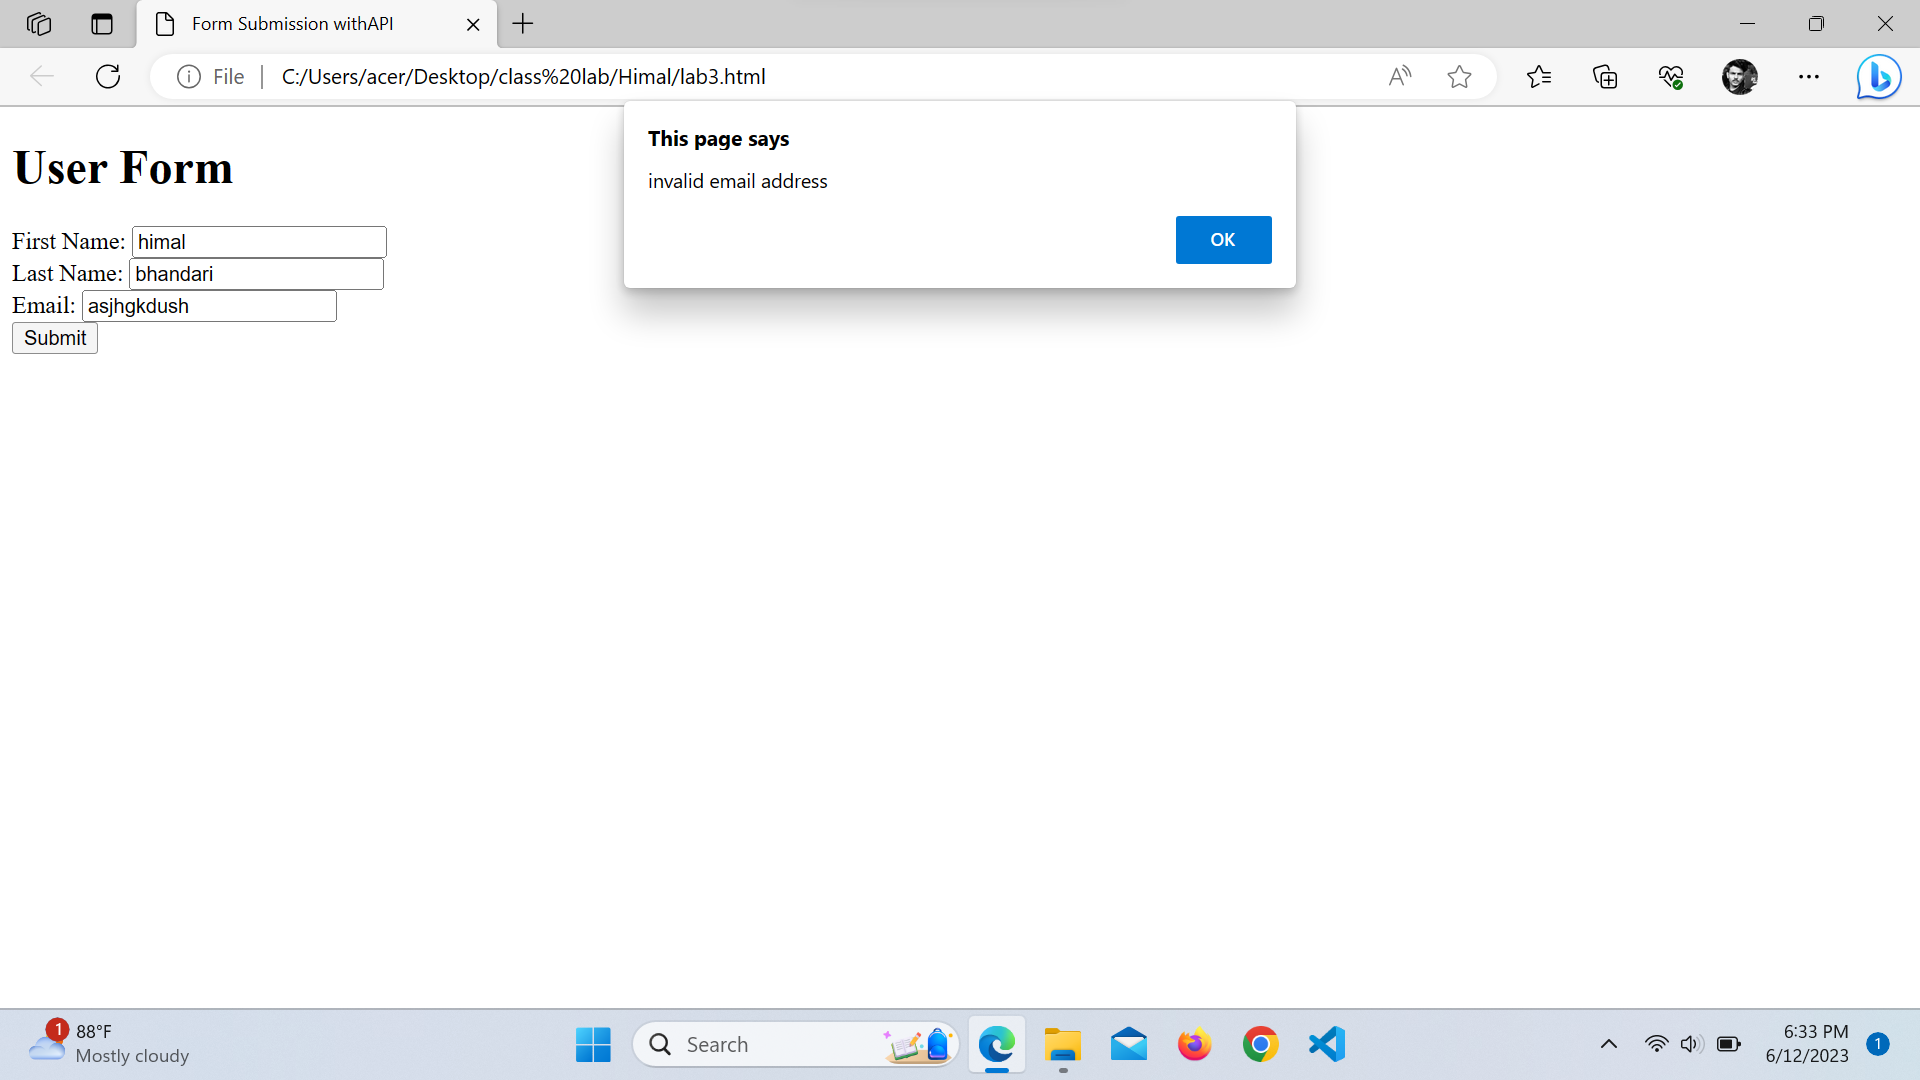 Form Submission withAPI
File
C:/Users/acer/Desktop/class%20lab/Himal/lab3.html
This page says
invalid email address
OK
User Form
First Name: himal
Last Name: bhandari
Email: asjhgkdush
Submit
1
88°F
Mostly cloudy
Search
6:33 PM
6/12/2023
1